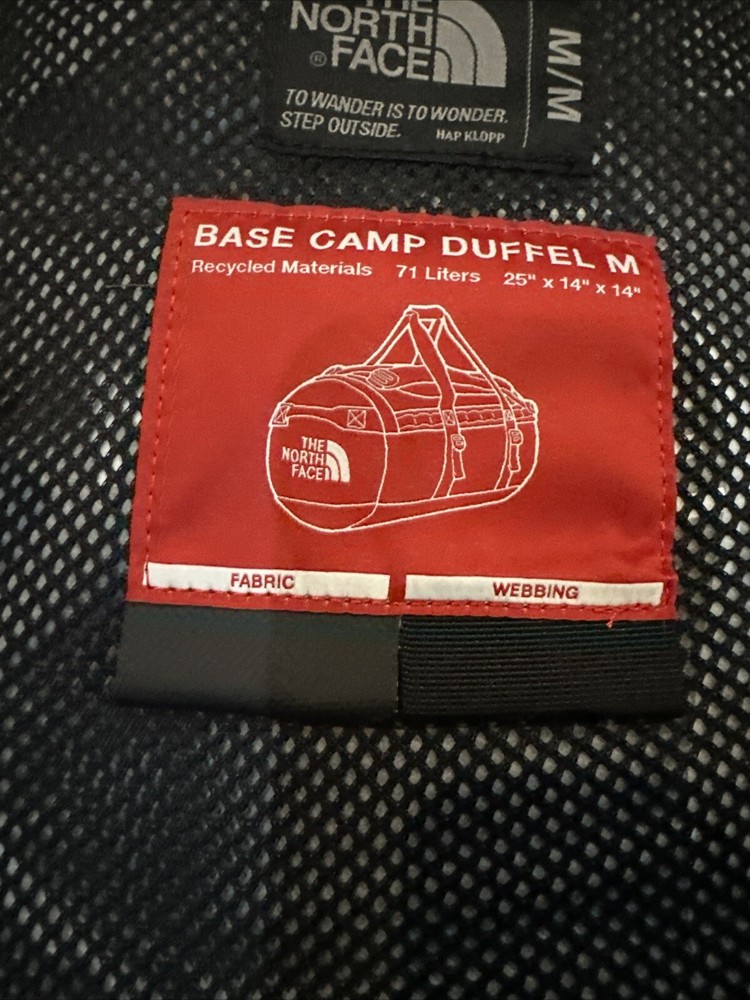 THE
NORTH
® FACE
M/M
TO WANDER IS TO WONDER.
STEP OUTSIDE. HAP KLOPP
BASE CAMP DUFFEL M
Recycled Materials 71 Liters 25" x 14" x 14"
THE
NORTH
FACE
FABRIC WEBBING